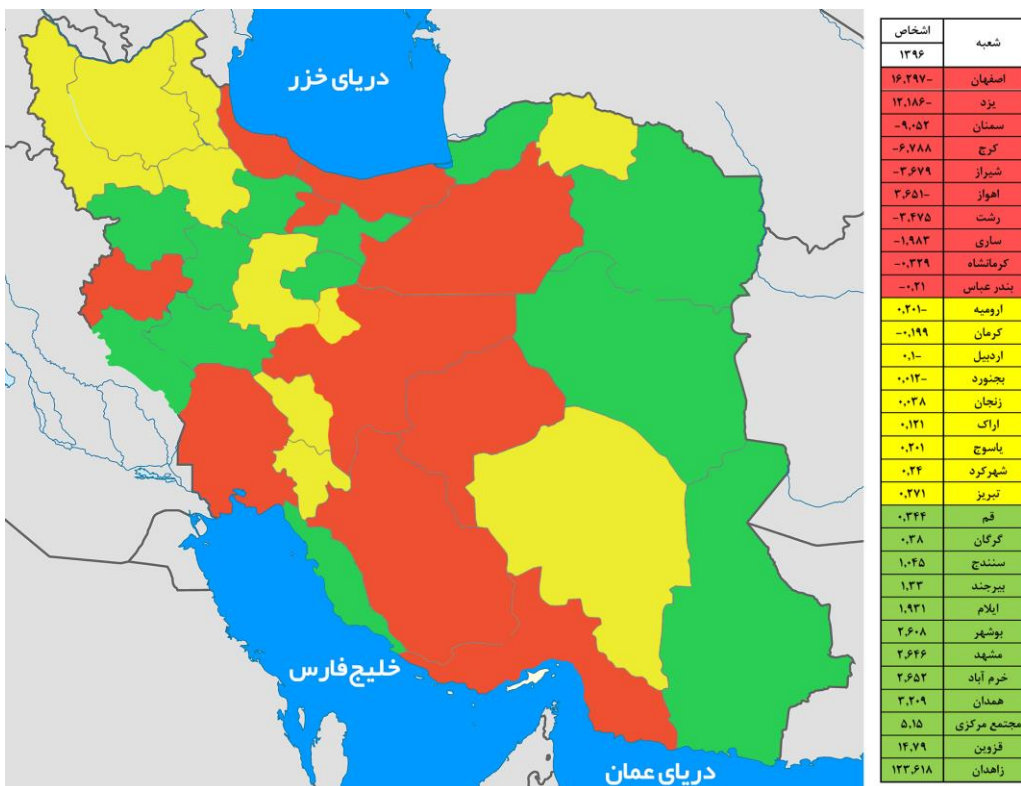 دریای خزر
خلیج فارس
دریای عمان
شعبه اشخاص
۱۳۹۶
اصفهان -۱۶,۲۹۷
یزد -۱۲,۱۸۶
سمنان -۹,۰۵۲
کرج -۶,۷۸۸
شیراز -۳,۶۷۹
اهواز -۳,۶۵۱
رشت -۳,۴۷۵
ساری -۱,۹۸۳
کرمانشاه -۰,۳۲۹
بندر عباس -۰,۲۱
ارومیه -۰,۲۰۱
کرمان -۰,۱۹۹
اردبیل -۰,۱
بجنورد -۰,۰۱۲
زنجان ۰,۰۳۸
اراک ۰,۱۲۱
یاسوج ۰,۲۰۱
شهرکرد ۰,۲۴
تبریز ۰,۲۷۱
قم ۰,۳۴۴
گرگان ۰,۳۸
سنندج ۱,۰۴۵
بیرجند ۱,۳۳
ایلام ۱,۹۳۱
بوشهر ۲,۶۰۸
مشهد ۲,۶۴۶
خرم آباد ۲,۶۵۲
همدان ۳,۲۰۹
مجتمع مرکزی ۵,۱۵
قزوین ۱۴,۷۹
زاهدان ۱۲۳,۶۱۸